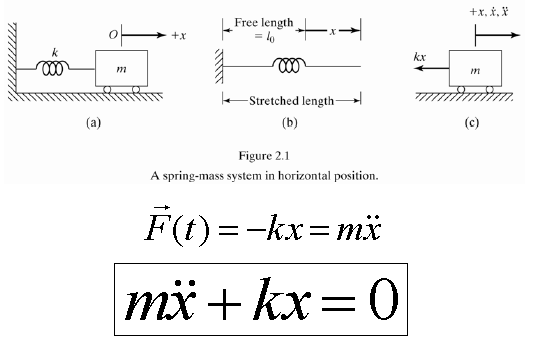 O
+x
k
m
(a)
Free length
= l₀
x
Stretched length
(b)
+x, ẋ, ẍ
kx
m
(c)
Figure 2.1
A spring-mass system in horizontal position.
F⃗(t) = −kx = mẍ
mẍ + kx = 0